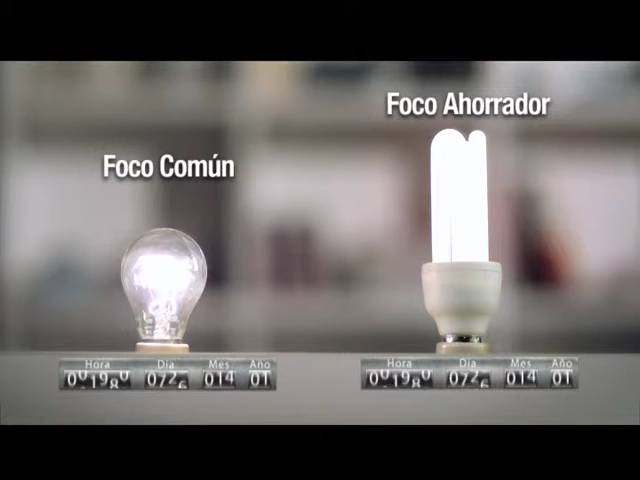 Foco Ahorrador
Foco Común
Hora Día Mes Año
014 01
Hora Día Mes Año
014 01